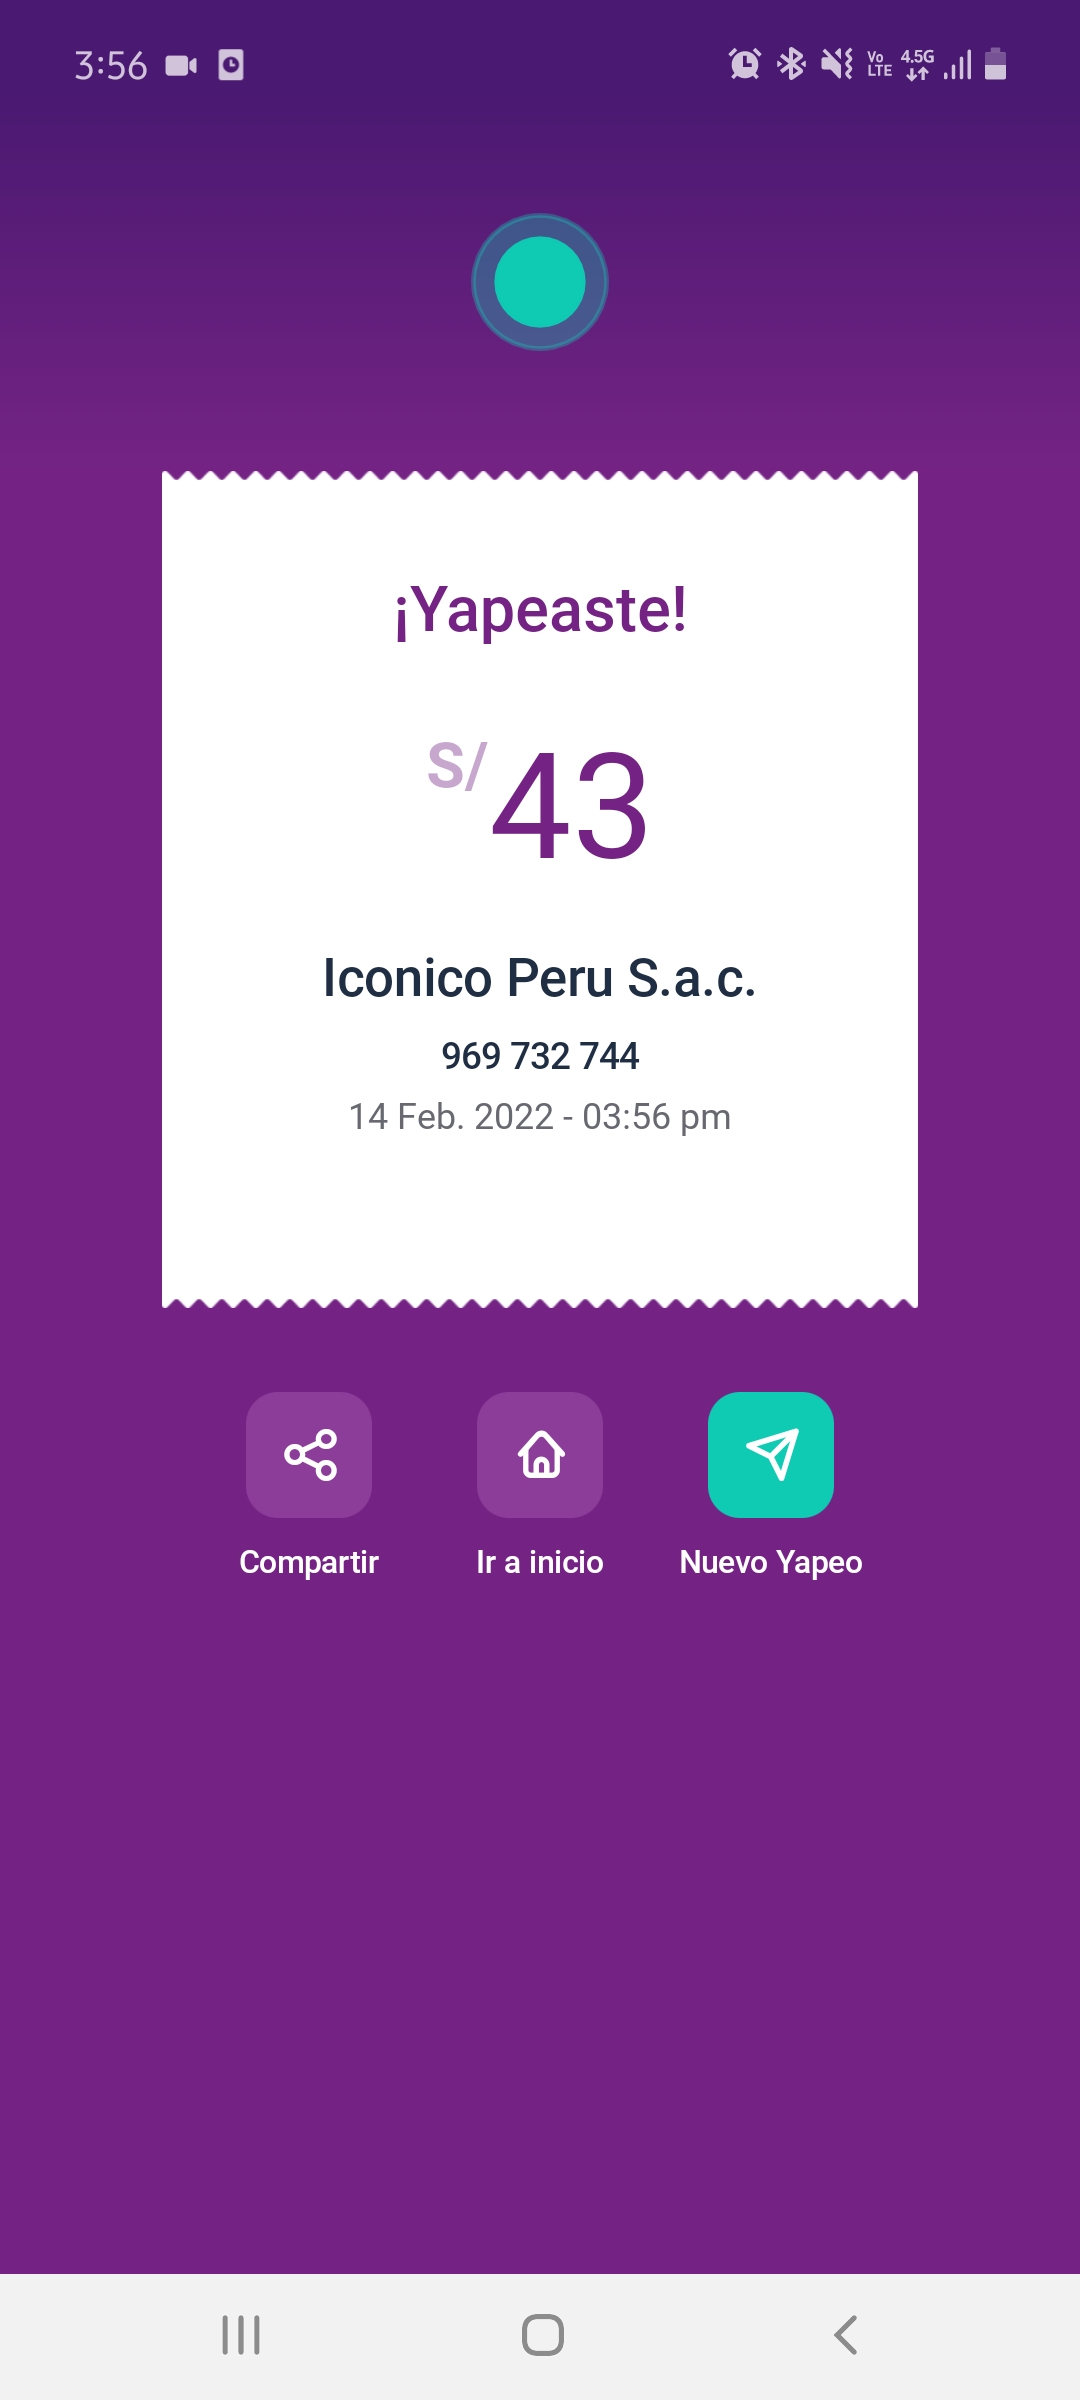 3:56
Vo LTE 4.5G
¡Yapeaste!
S/ 43
Iconico Peru S.a.c.
969 732 744
14 Feb. 2022 - 03:56 pm
Compartir Ir a inicio Nuevo Yapeo